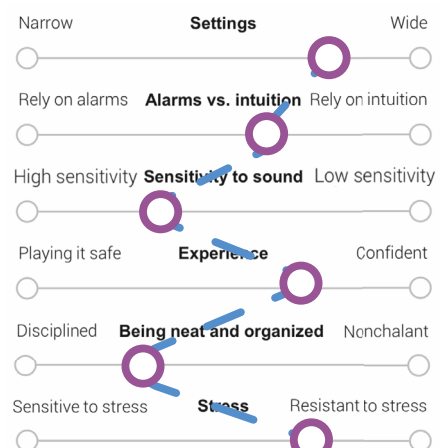 Narrow Settings Wide
Rely on alarms Alarms vs. intuition Rely on intuition
High sensitivity Sensitivity to sound Low sensitivity
Playing it safe Experience Confident
Disciplined Being neat and organized Nonchalant
Sensitive to stress Stress Resistant to stress